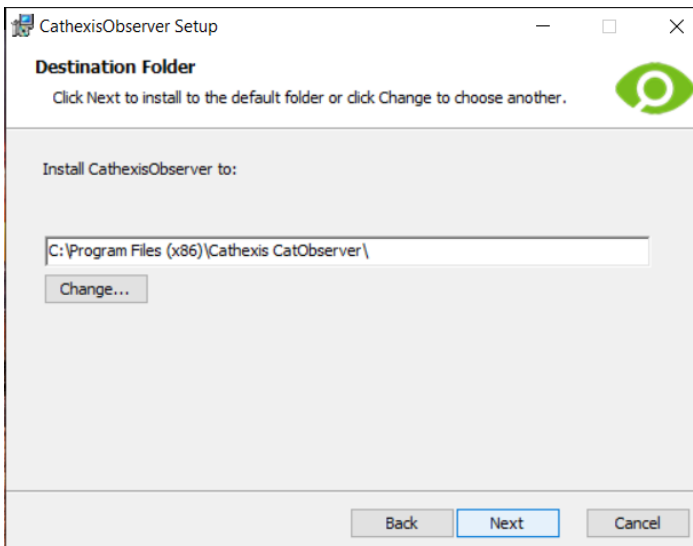 CathexisObserver Setup
Destination Folder
Click Next to install to the default folder or click Change to choose another.
Install CathexisObserver to:
C:\Program Files (x86)\Cathexis CatObserver\
Change...
Back Next Cancel